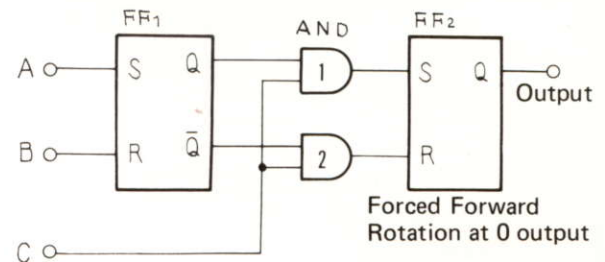 FF1
AND
FF2
A
S
Q
1
S
Q
Output
B
R
Q̄
2
R
Forced Forward
Rotation at 0 output
C